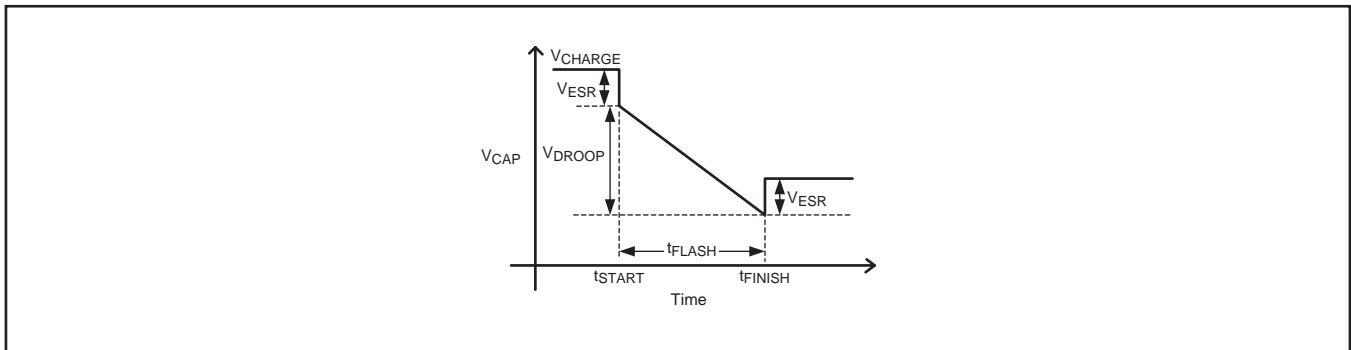 VCHARGE
VESR
VCAP
VDROOP
VESR
tFLASH
tSTART
tFINISH
Time